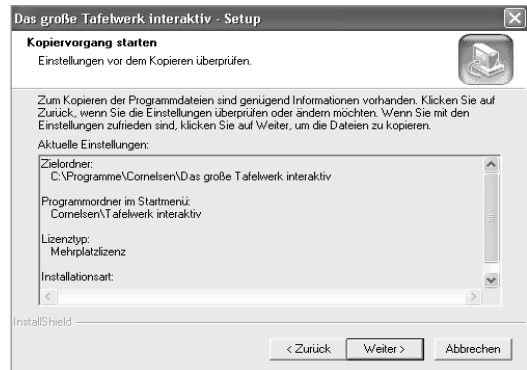 Das große Tafelwerk interaktiv - Setup
Kopiervorgang starten
Einstellungen vor dem Kopieren überprüfen.
Zum Kopieren der Programmdateien sind genügend Informationen vorhanden. Klicken Sie auf
Zurück, wenn Sie die Einstellungen überprüfen oder ändern möchten. Wenn Sie mit den
Einstellungen zufrieden sind, klicken Sie auf Weiter, um die Dateien zu kopieren.
Aktuelle Einstellungen:
Zielordner:
C:\Programme\Cornelsen\Das große Tafelwerk interaktiv
Programmordner im Startmenü:
Cornelsen\Tafelwerk interaktiv
Lizenztyp:
Mehrplatzlizenz
Installationsart:
InstallShield
< Zurück Weiter > Abbrechen